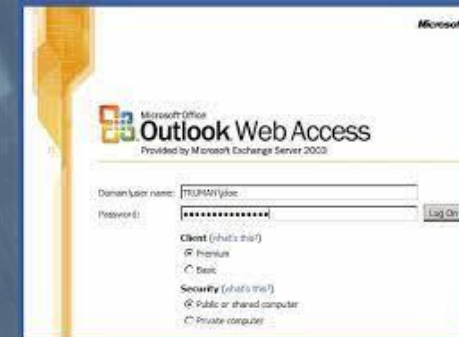 Microsoft
Microsoft Office
Outlook Web Access
Provided by Microsoft Exchange Server 2003
Domain\user name: TRUMAN\jdoe
Password: •••••••••••••••
Log On
Client (what's this?)
Premium
Basic
Security (what's this?)
Public or shared computer
Private computer